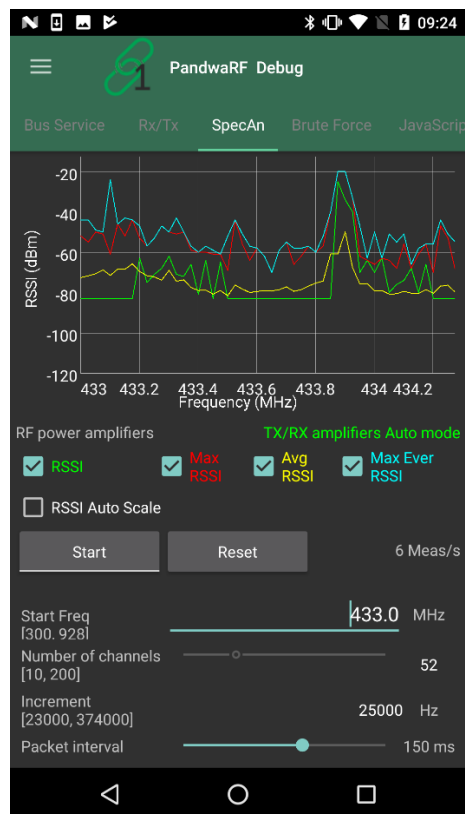 09:24
1
PandwaRF Debug
Bus Service Rx/Tx SpecAn Brute Force JavaScrip
-20
-40
-60
-80
-100
-120
RSSI (dBm)
433 433.2 433.4 433.6 433.8 434 434.2
Frequency (MHz)
RF power amplifiers TX/RX amplifiers Auto mode
RSSI Max RSSI Avg RSSI Max Ever RSSI
RSSI Auto Scale
Start Reset 6 Meas/s
Start Freq
[300, 928] 433.0 MHz
Number of channels
[10, 200] 52
Increment
[23000, 374000] 25000 Hz
Packet interval 150 ms